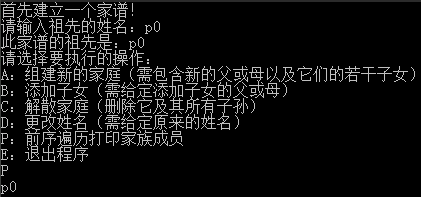 首先建立一个家谱!
请输入祖先的姓名: p0
此家谱的祖先是: p0
请选择要执行的操作:
A: 组建新的家庭(需包含新的父或母以及它们的若干子女)
B: 添加子女(需给定添加子女的父或母)
C: 解散家庭(删除它及其所有子孙)
D: 更改姓名(需给定原来的姓名)
P: 前序遍历打印家族成员
E: 退出程序
P
p0